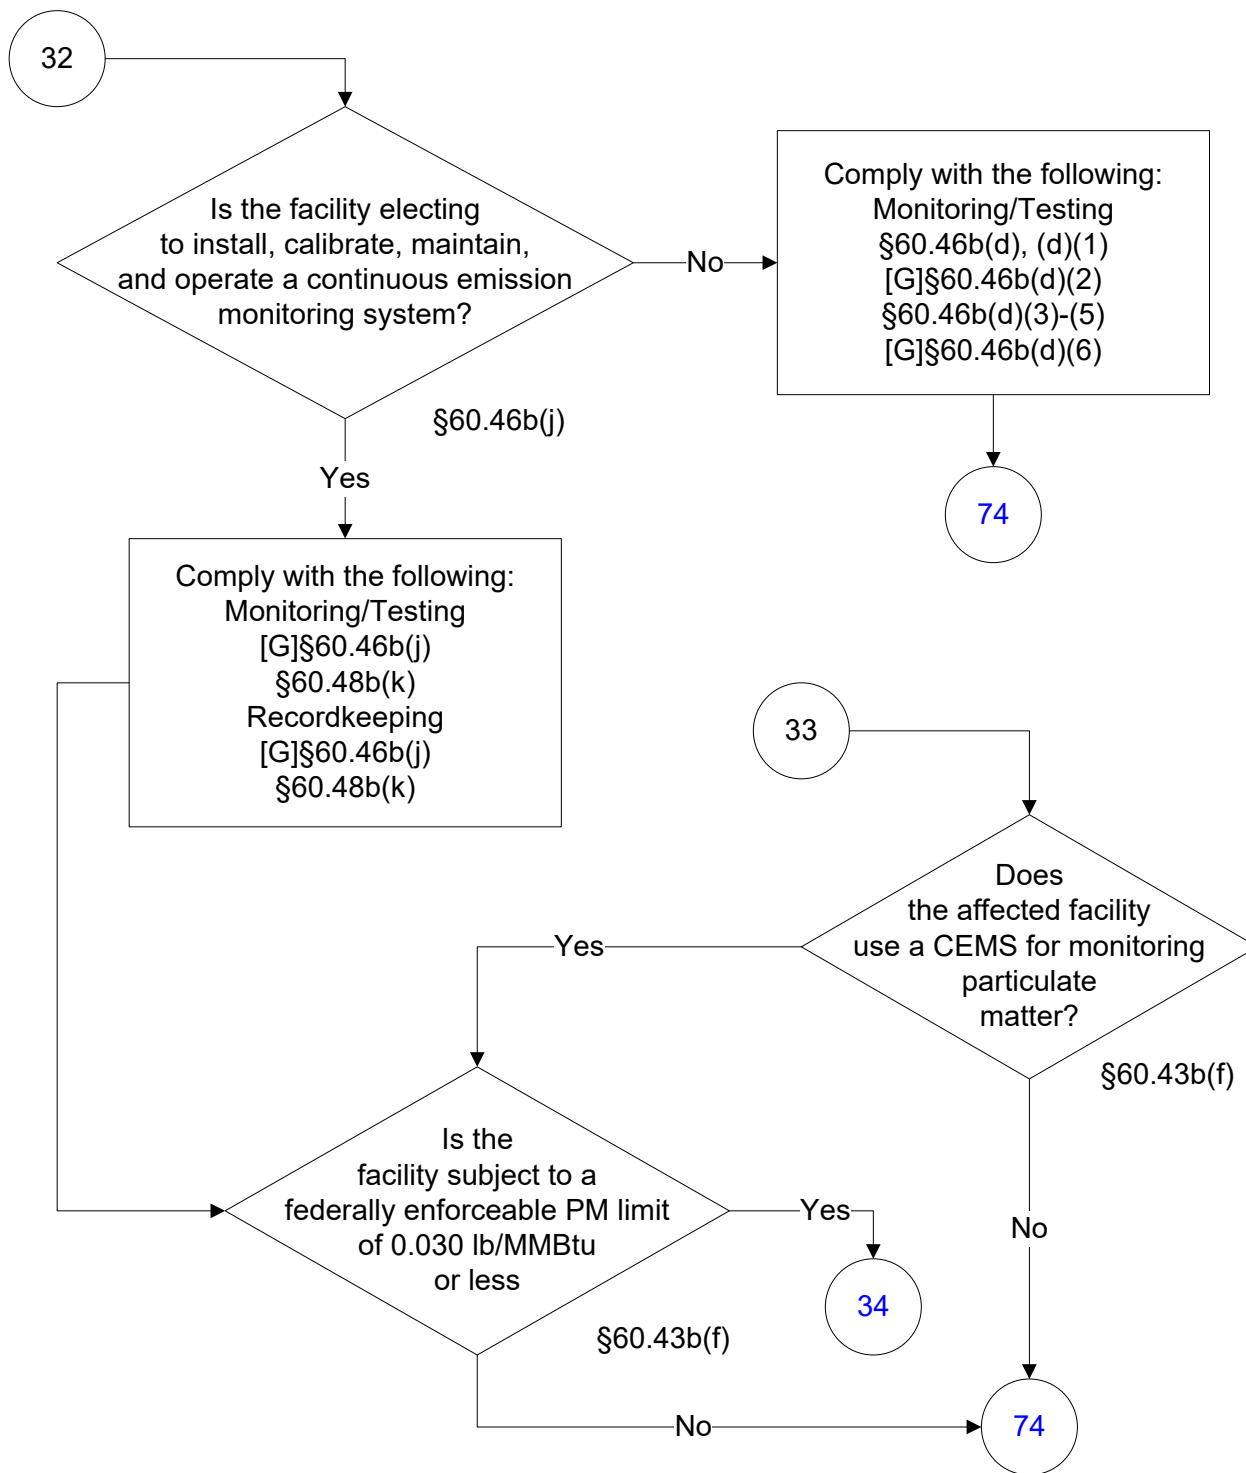 32
Is the facility electing
to install, calibrate, maintain,
and operate a continuous emission
monitoring system?
No
Comply with the following:
Monitoring/Testing
§60.46b(d), (d)(1)
[G]§60.46b(d)(2)
§60.46b(d)(3)-(5)
[G]§60.46b(d)(6)
§60.46b(j)
Yes
74
Comply with the following:
Monitoring/Testing
[G]§60.46b(j)
§60.48b(k)
Recordkeeping
[G]§60.46b(j)
§60.48b(k)
33
Does
the affected facility
use a CEMS for monitoring
particulate
matter?
Yes
§60.43b(f)
Is the
facility subject to a
federally enforceable PM limit
of 0.030 lb/MMBtu
or less
Yes
No
34
§60.43b(f)
No
74